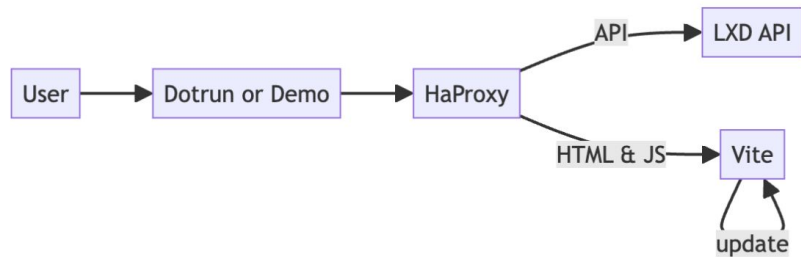 User
Dotrun or Demo
HaProxy
API
LXD API
HTML & JS
Vite
update